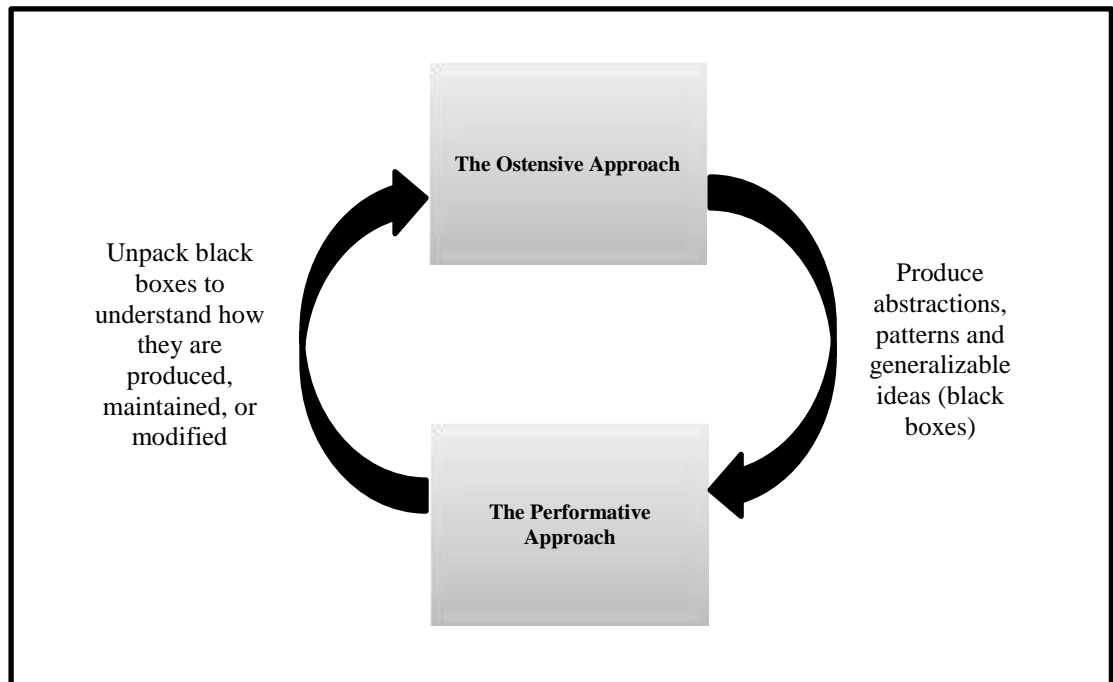 The Ostensive Approach
Unpack black
boxes to
understand how
they are
produced,
maintained, or
modified
Produce
abstractions,
patterns and
generalizable
ideas (black
boxes)
The Performative
Approach